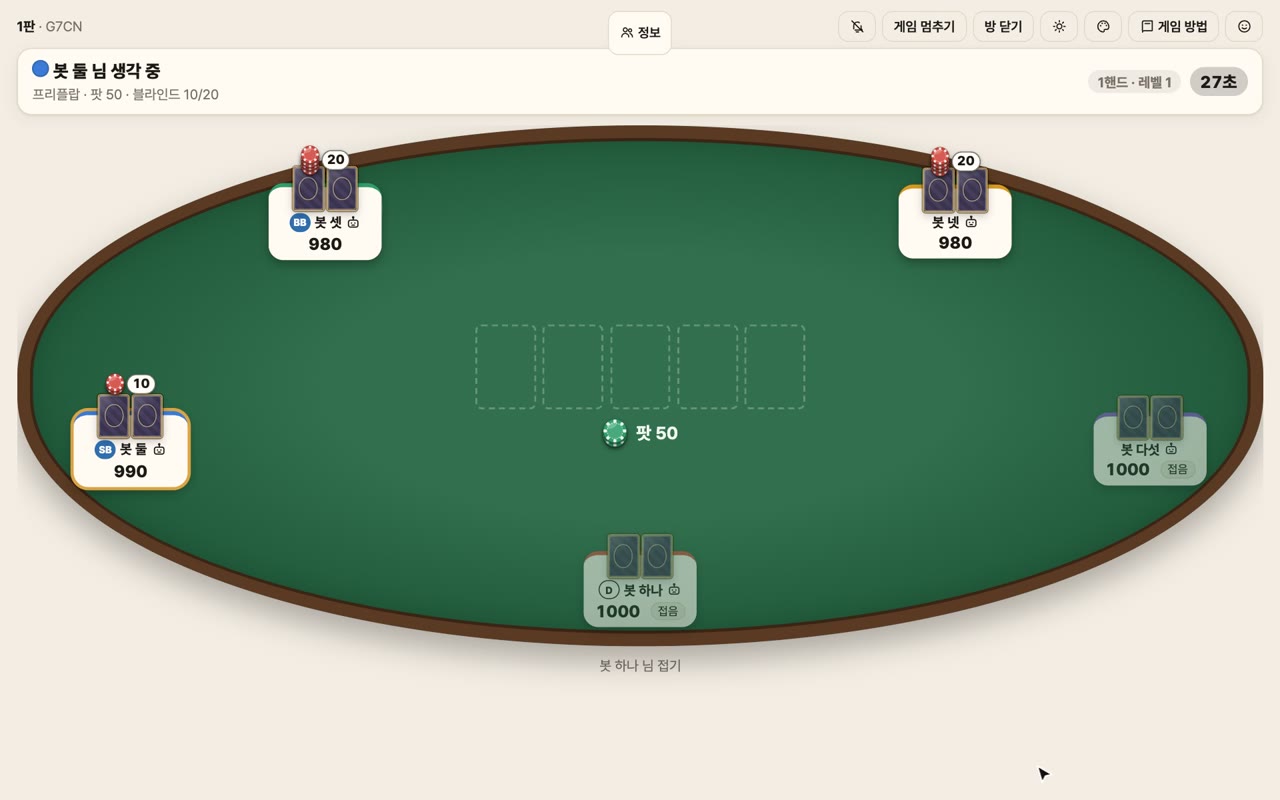 1판 · G7CN
정보
게임 멈추기
방 닫기
게임 방법
봇 둘 님 생각 중
프리플랍 · 팟 50 · 블라인드 10/20
1핸드 · 레벨 1
27초
20
BB 봇 셋
980
20
봇 넷
980
10
SB 봇 둘
990
팟 50
봇 다섯
1000 접음
D 봇 하나
1000 접음
봇 하나 님 접기